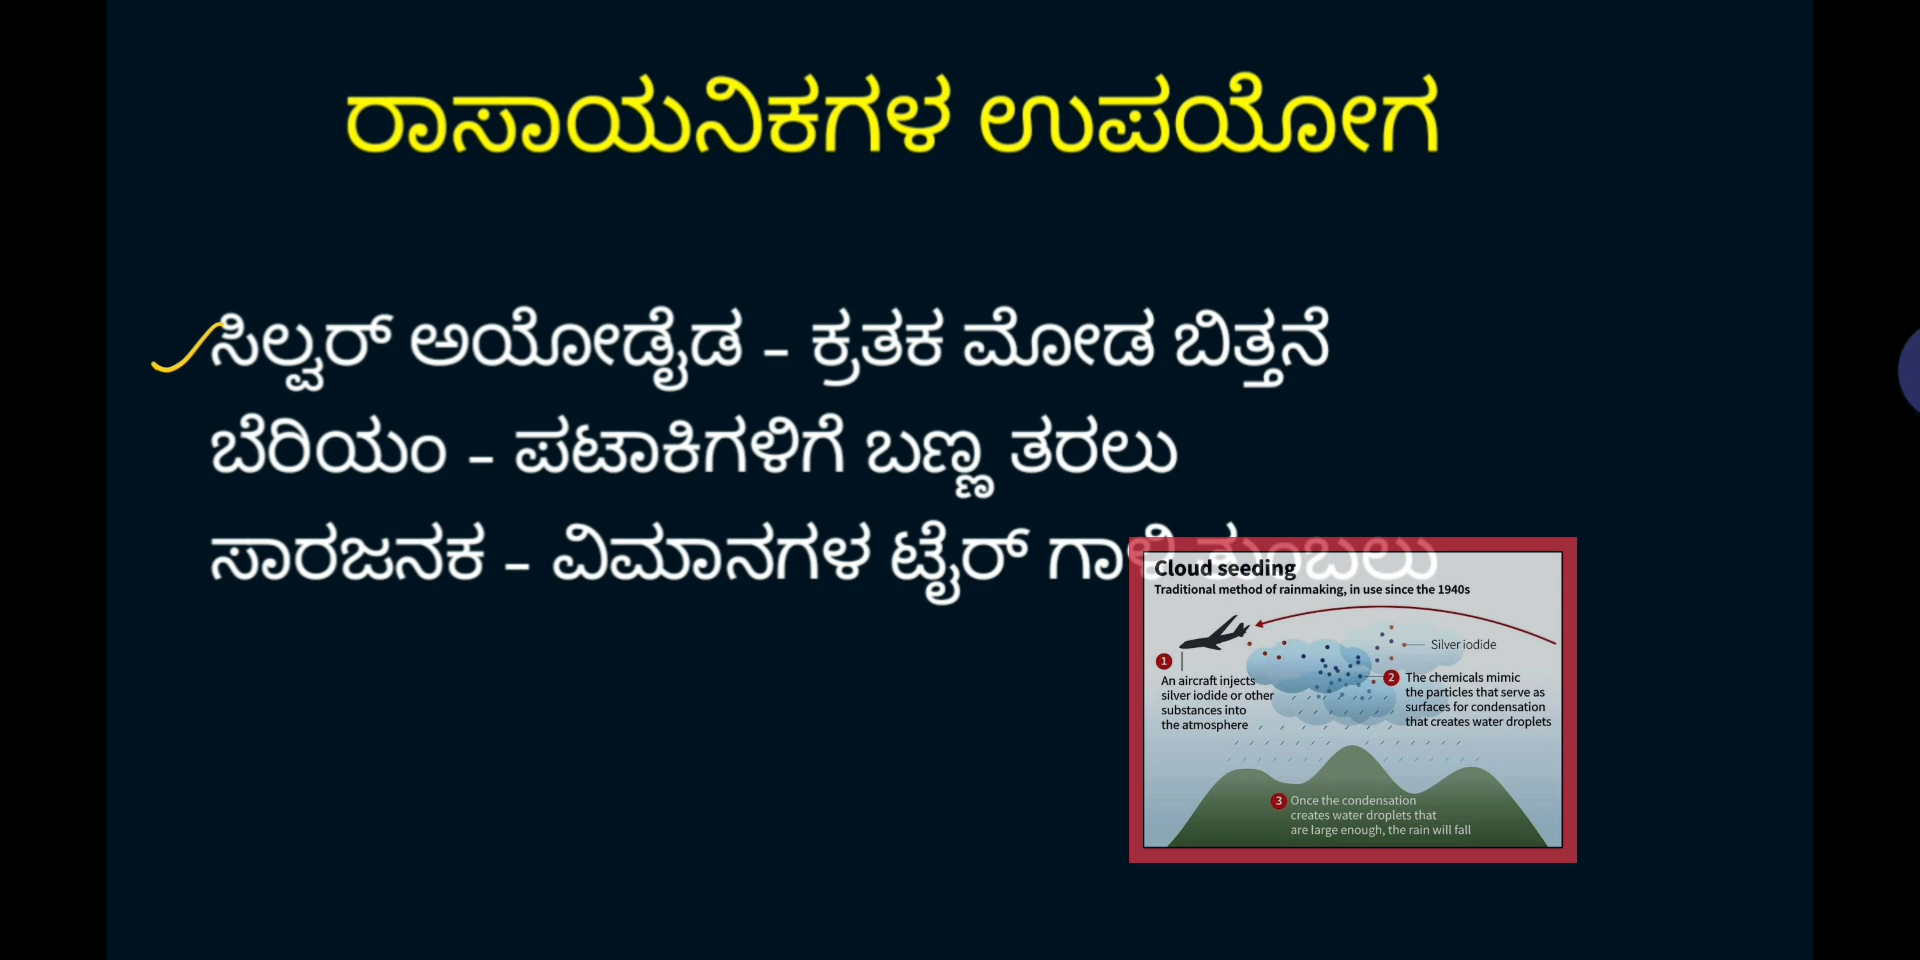 ರಾಸಾಯನಿಕಗಳ ಉಪಯೋಗ
ಸಿಲ್ವರ್ ಅಯೋಡೈಡ – ಕ್ರತಕ ಮೋಡ ಬಿತ್ತನೆ
ಬೆರಿಯಂ – ಪಟಾಕಿಗಳಿಗೆ ಬಣ್ಣ ತರಲು
ಸಾರಜನಕ – ವಿಮಾನಗಳ ಟೈರ್ ಗಾಳಿ ತುಂಬಲು
Cloud seeding
Traditional method of rainmaking, in use since the 1940s
Silver iodide
1
An aircraft injects
silver iodide or other
substances into
the atmosphere
2 The chemicals mimic
the particles that serve as
surfaces for condensation
that creates water droplets
3 Once the condensation
creates water droplets that
are large enough, the rain will fall